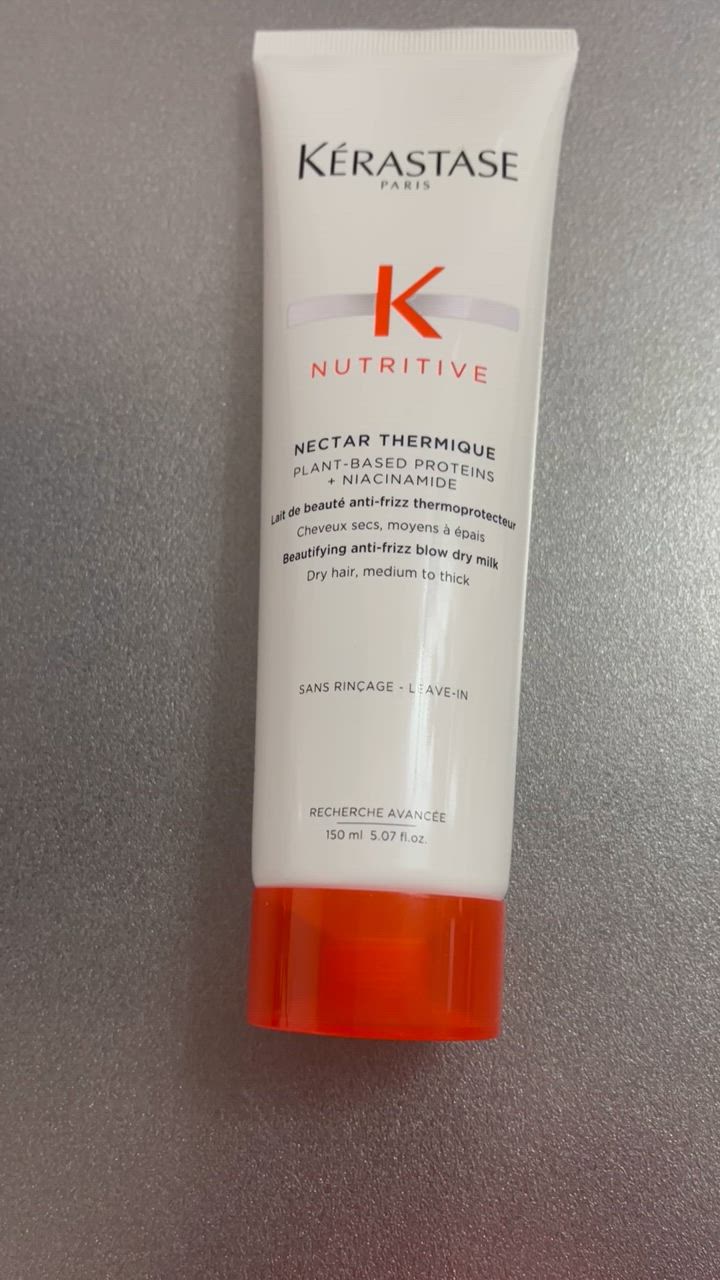 KÉRASTASE
PARIS
K
NUTRITIVE
NECTAR THERMIQUE
PLANT-BASED PROTEINS
+ NIACINAMIDE
Lait de beauté anti-frizz thermoprotecteur
Cheveux secs, moyens à épais
Beautifying anti-frizz blow dry milk
Dry hair, medium to thick
SANS RINÇAGE - LEAVE-IN
RECHERCHE AVANCÉE
150 ml 5.07 fl.oz.